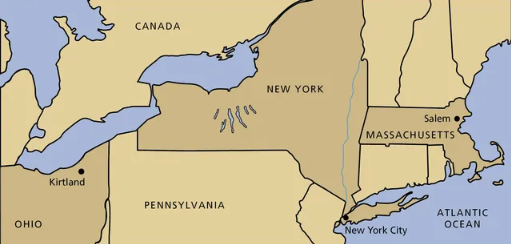 CANADA
NEW YORK
Salem
MASSACHUSETTS
Kirtland
PENNSYLVANIA
OHIO
ATLANTIC
OCEAN
New York City